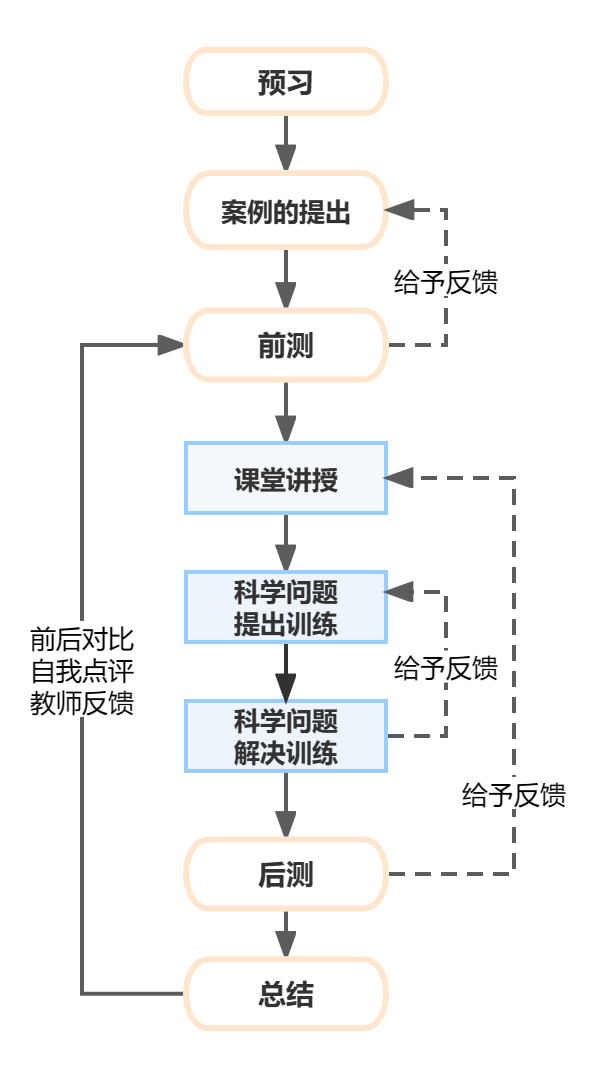 预习
案例的提出
给予反馈
前测
课堂讲授
科学问题
提出训练
前后对比
自我点评
教师反馈
给予反馈
科学问题
解决训练
给予反馈
后测
总结